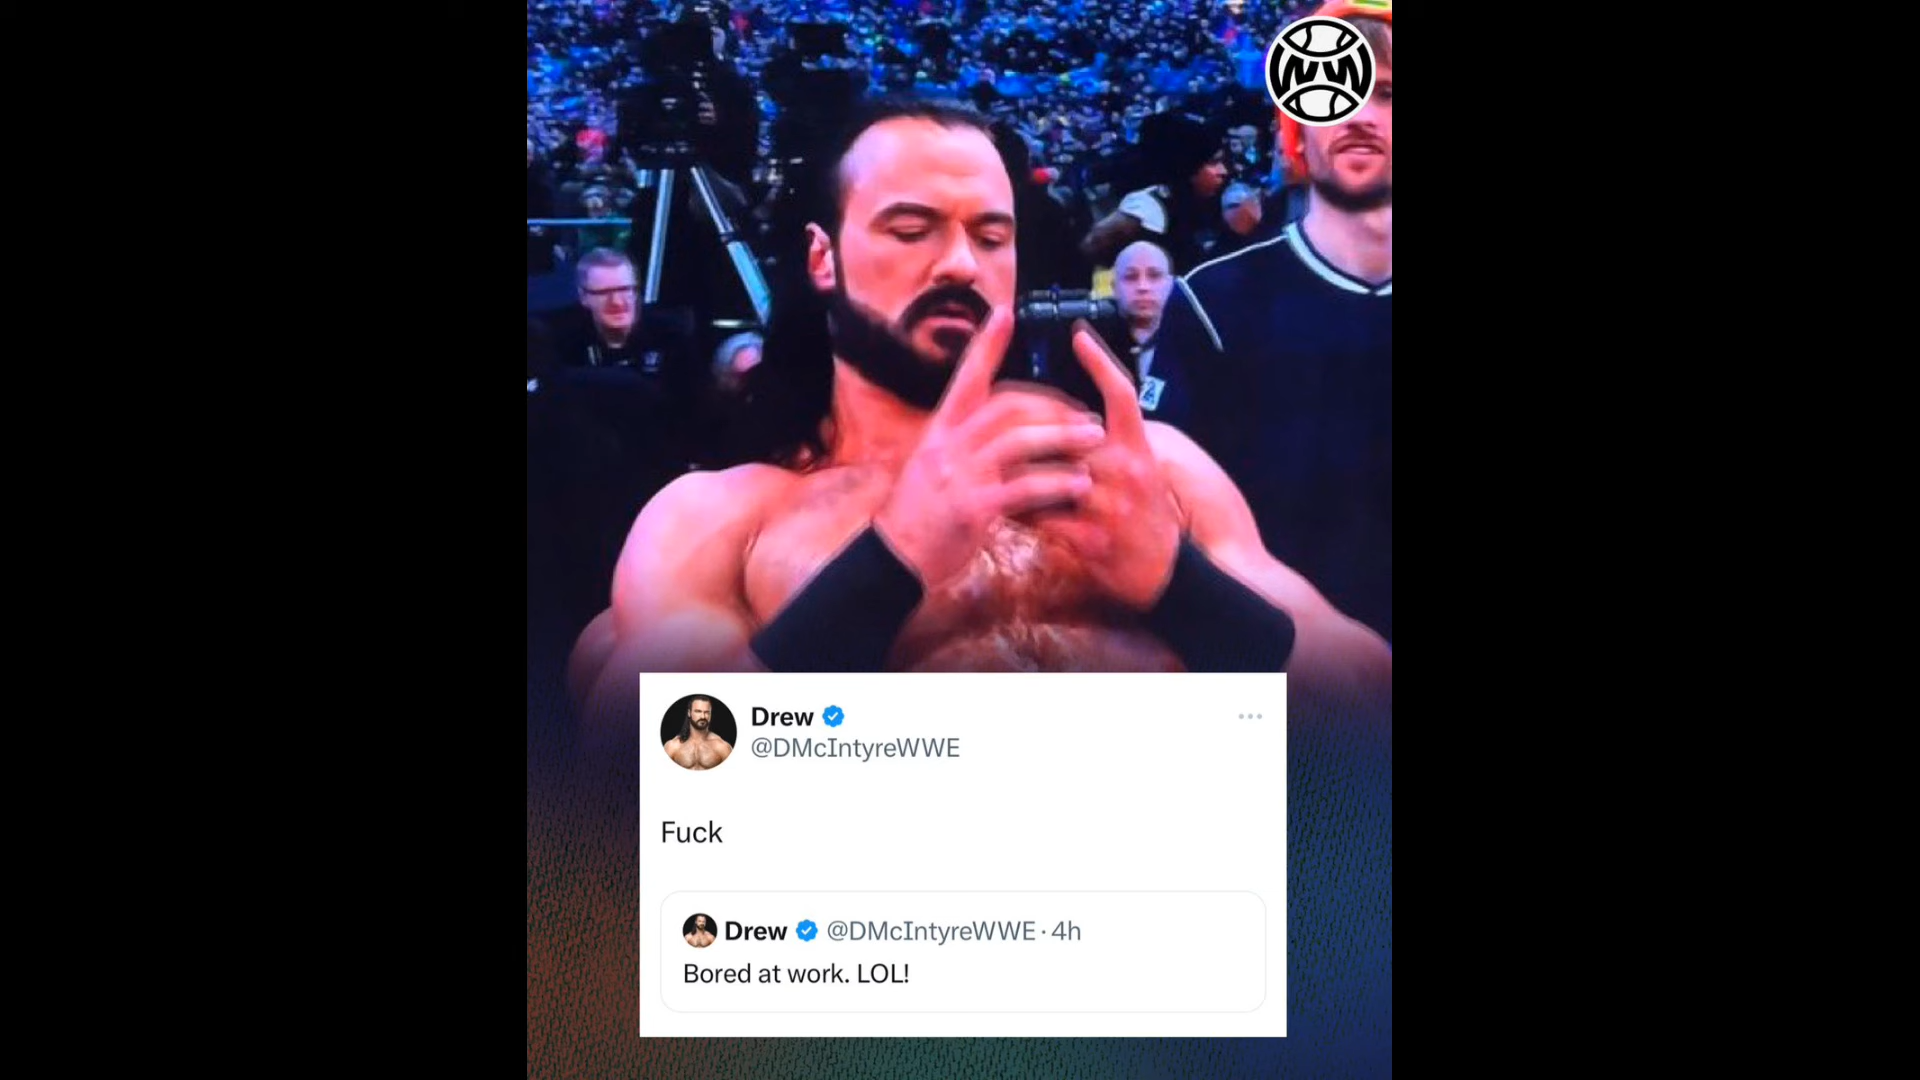 Drew
@DMcIntyreWWE
Fuck
Drew @DMcIntyreWWE · 4h
Bored at work. LOL!